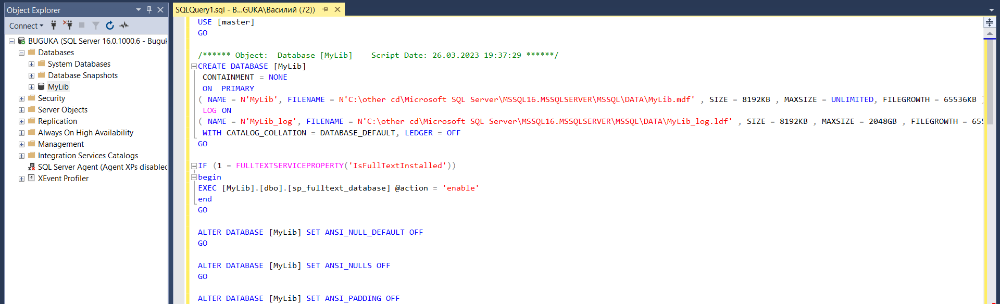 Object Explorer
Connect
BUGUKA (SQL Server 16.0.1000.6 - Buguk
Databases
System Databases
Database Snapshots
MyLib
Security
Server Objects
Replication
Always On High Availability
Management
Integration Services Catalogs
SQL Server Agent (Agent XPs disabled
XEvent Profiler
SQLQuery1.sql - B...GUKA\Василий (72))
USE [master]
GO
/****** Object:  Database [MyLib]    Script Date: 26.03.2023 19:37:29 ******/
CREATE DATABASE [MyLib]
CONTAINMENT = NONE
ON  PRIMARY
( NAME = N'MyLib', FILENAME = N'C:\other cd\Microsoft SQL Server\MSSQL16.MSSQLSERVER\MSSQL\DATA\MyLib.mdf' , SIZE = 8192KB , MAXSIZE = UNLIMITED, FILEGROWTH = 65536KB )
LOG ON
( NAME = N'MyLib_log', FILENAME = N'C:\other cd\Microsoft SQL Server\MSSQL16.MSSQLSERVER\MSSQL\DATA\MyLib_log.ldf' , SIZE = 8192KB , MAXSIZE = 2048GB , FILEGROWTH = 655
WITH CATALOG_COLLATION = DATABASE_DEFAULT, LEDGER = OFF
GO
IF (1 = FULLTEXTSERVICEPROPERTY('IsFullTextInstalled'))
begin
EXEC [MyLib].[dbo].[sp_fulltext_database] @action = 'enable'
end
GO
ALTER DATABASE [MyLib] SET ANSI_NULL_DEFAULT OFF
GO
ALTER DATABASE [MyLib] SET ANSI_NULLS OFF
GO
ALTER DATABASE [MyLib] SET ANSI_PADDING OFF